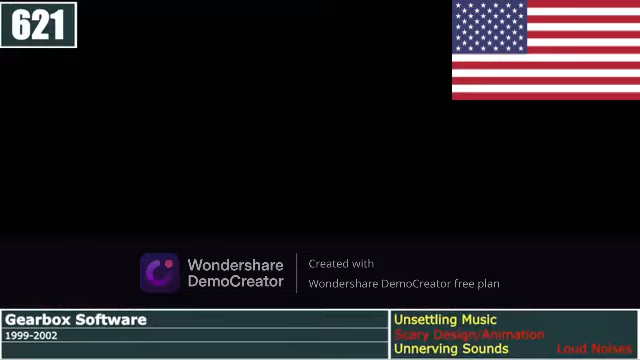 621
Wondershare
DemoCreator
Created with
Wondershare DemoCreator free plan
Gearbox Software
1999-2002
Unsettling Music
Scary Design/Animation
Unnerving Sounds
Loud Noises